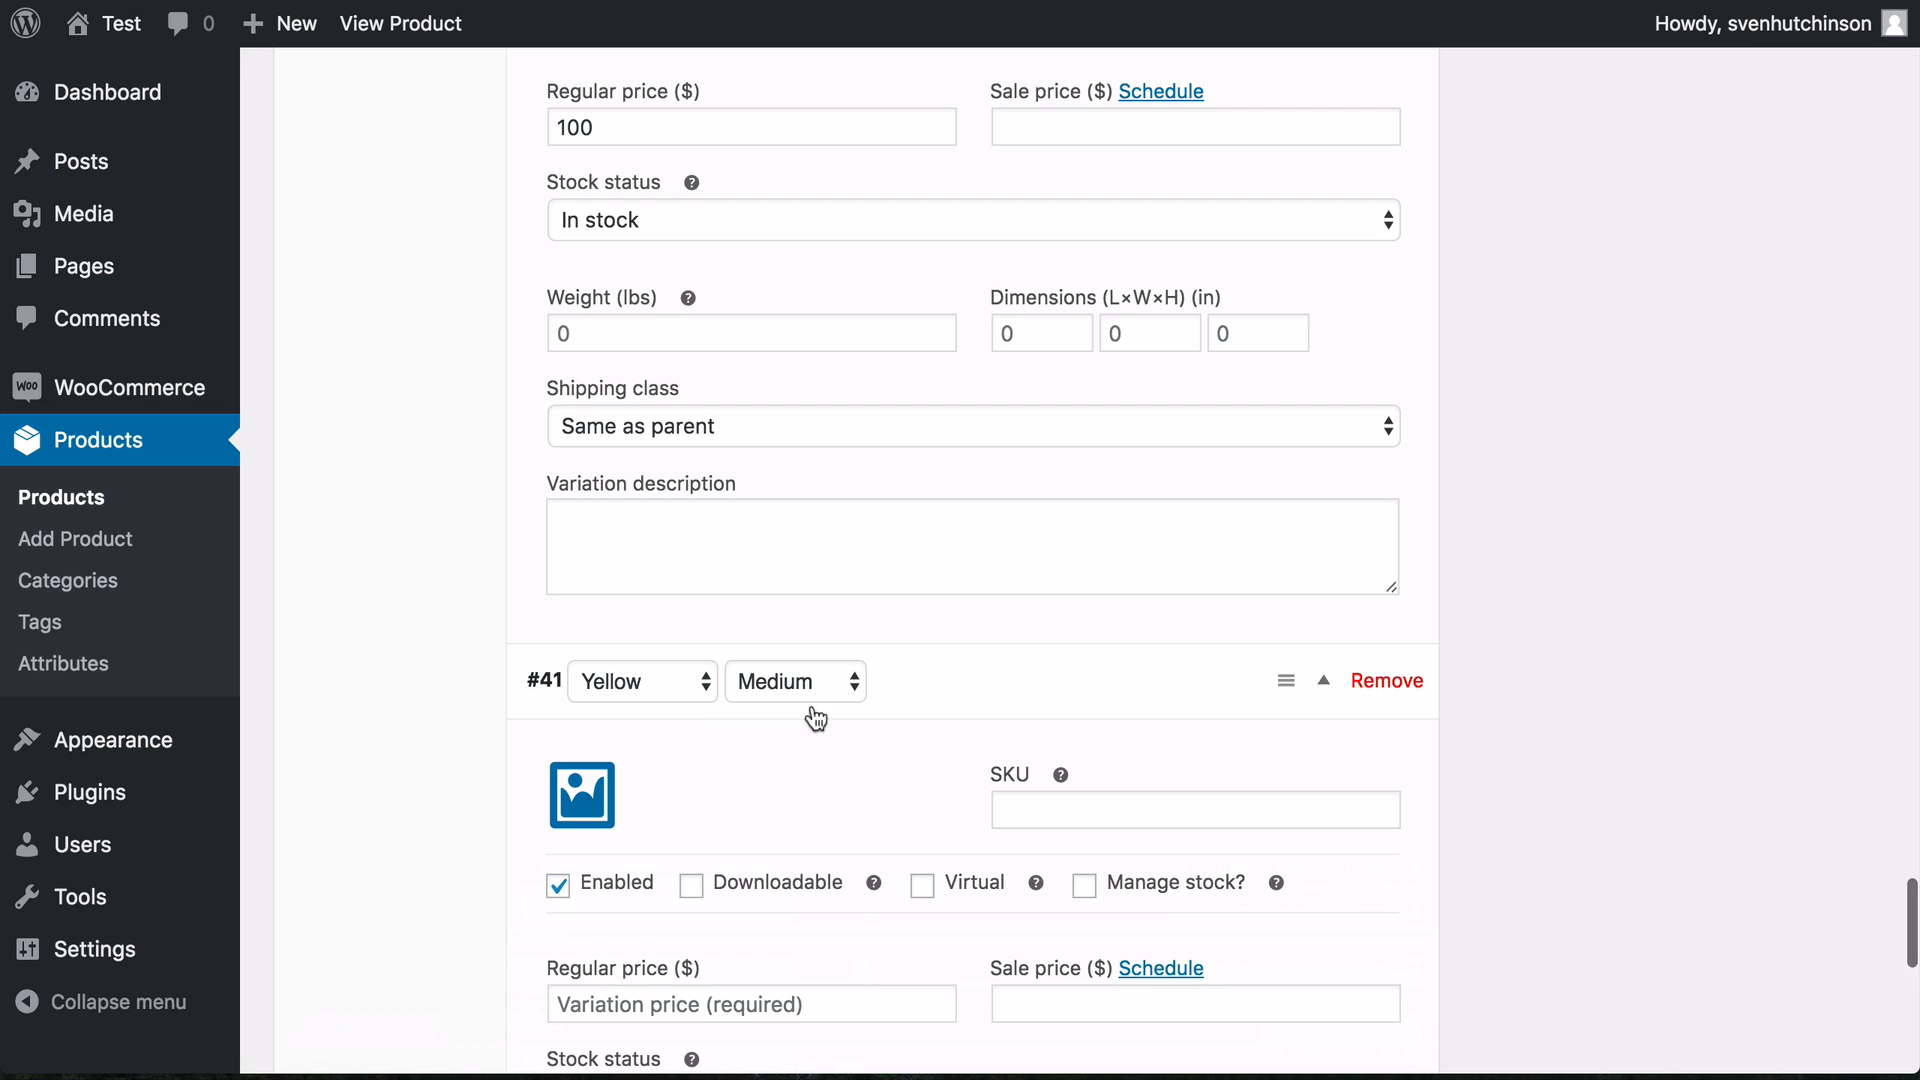 Test 0 New View Product Howdy, svenhutchinson
Dashboard
Posts
Media
Pages
Comments
WOO WooCommerce
Products
Products
Add Product
Categories
Tags
Attributes
Appearance
Plugins
Users
Tools
Settings
Collapse menu
Regular price ($) Sale price ($) Schedule
100
Stock status
In stock
Weight (lbs) Dimensions (L×W×H) (in)
0 0 0 0
Shipping class
Same as parent
Variation description
#41 Yellow Medium Remove
SKU
Enabled Downloadable Virtual Manage stock?
Regular price ($) Sale price ($) Schedule
Variation price (required)
Stock status